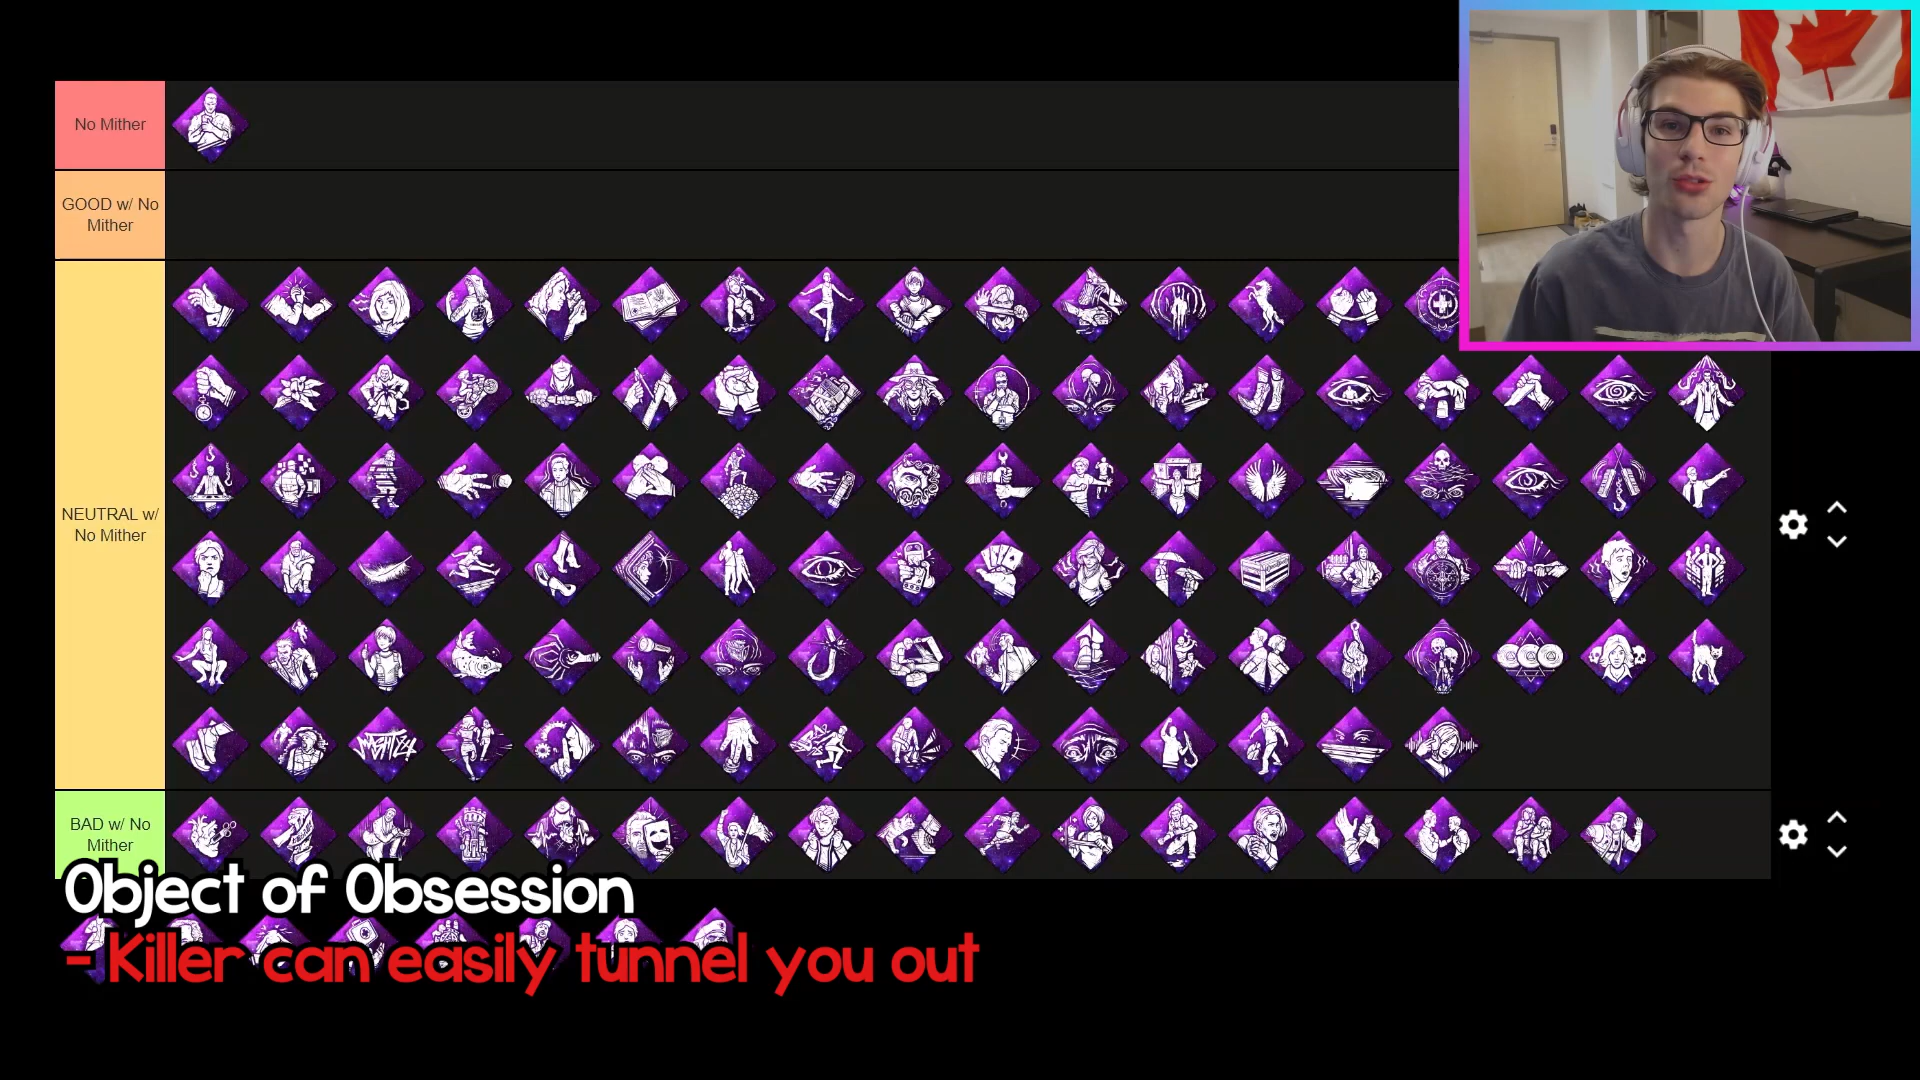 No Mither
GOOD w/ No
Mither
NEUTRAL w/
No Mither
BAD w/ No
Mither
Object of Obsession
- Killer can easily tunnel you out